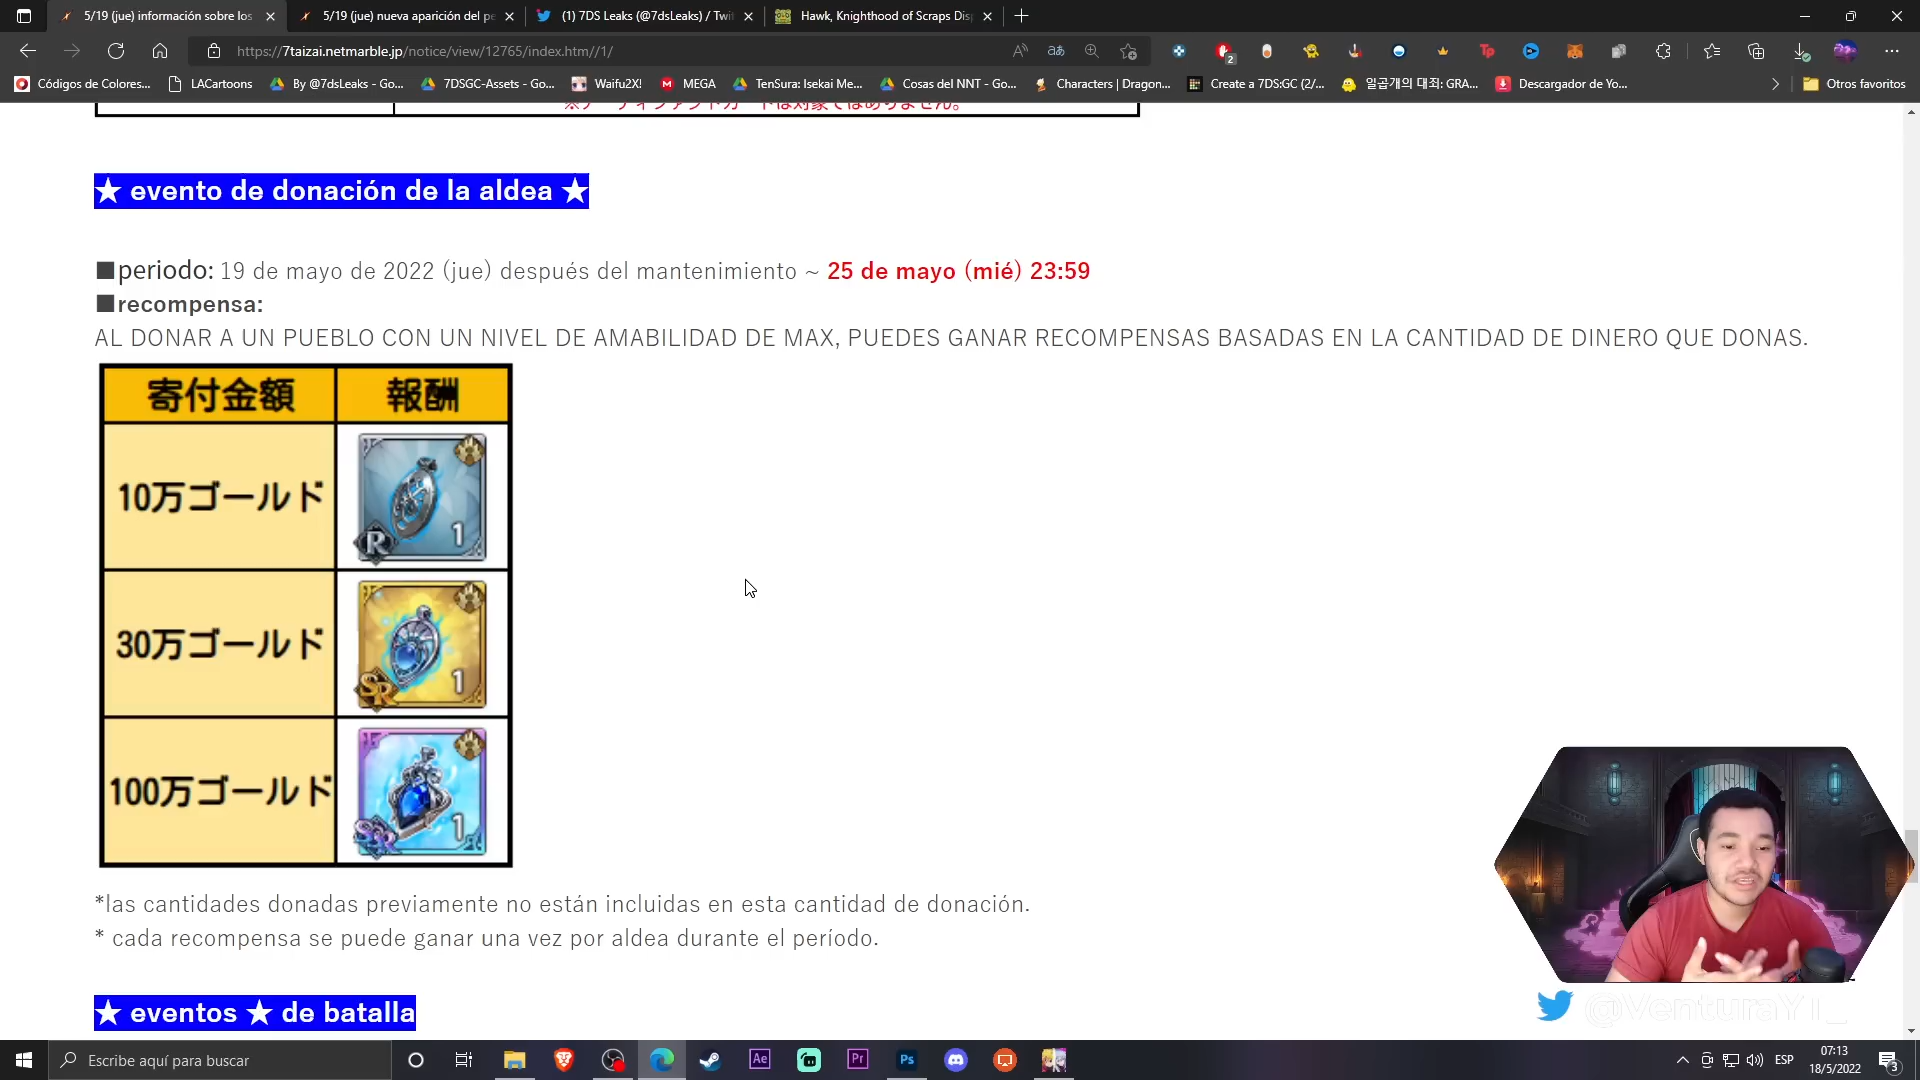 5/19 (jue) información sobre los
5/19 (jue) nueva aparición del pe
(1) 7DS Leaks (@7dsLeaks) / Twit
Hawk, Knighthood of Scraps Dis
https://7taizai.netmarble.jp/notice/view/12765/index.htm//1/
2
Códigos de Colores...
LACartoons
By @7dsLeaks - Go...
7DSGC-Assets - Go...
Waifu2X!
MEGA
TenSura: Isekai Me...
Cosas del NNT - Go...
Characters | Dragon...
Create a 7DS:GC (2/...
일곱개의 대죄: GRA...
Descargador de Yo...
Otros favoritos
★ evento de donación de la aldea ★
■periodo: 19 de mayo de 2022 (jue) después del mantenimiento ~ 25 de mayo (mié) 23:59
■recompensa:
AL DONAR A UN PUEBLO CON UN NIVEL DE AMABILIDAD DE MAX, PUEDES GANAR RECOMPENSAS BASADAS EN LA CANTIDAD DE DINERO QUE DONAS.
寄付金額 報酬
10万ゴールド R 1
30万ゴールド SR 1
100万ゴールド SSR 1
*las cantidades donadas previamente no están incluidas en esta cantidad de donación.
* cada recompensa se puede ganar una vez por aldea durante el período.
★ eventos ★ de batalla
@VenturaYT_
Escribe aquí para buscar
Ae
Pr
Ps
ESP
07:13
18/5/2022
3